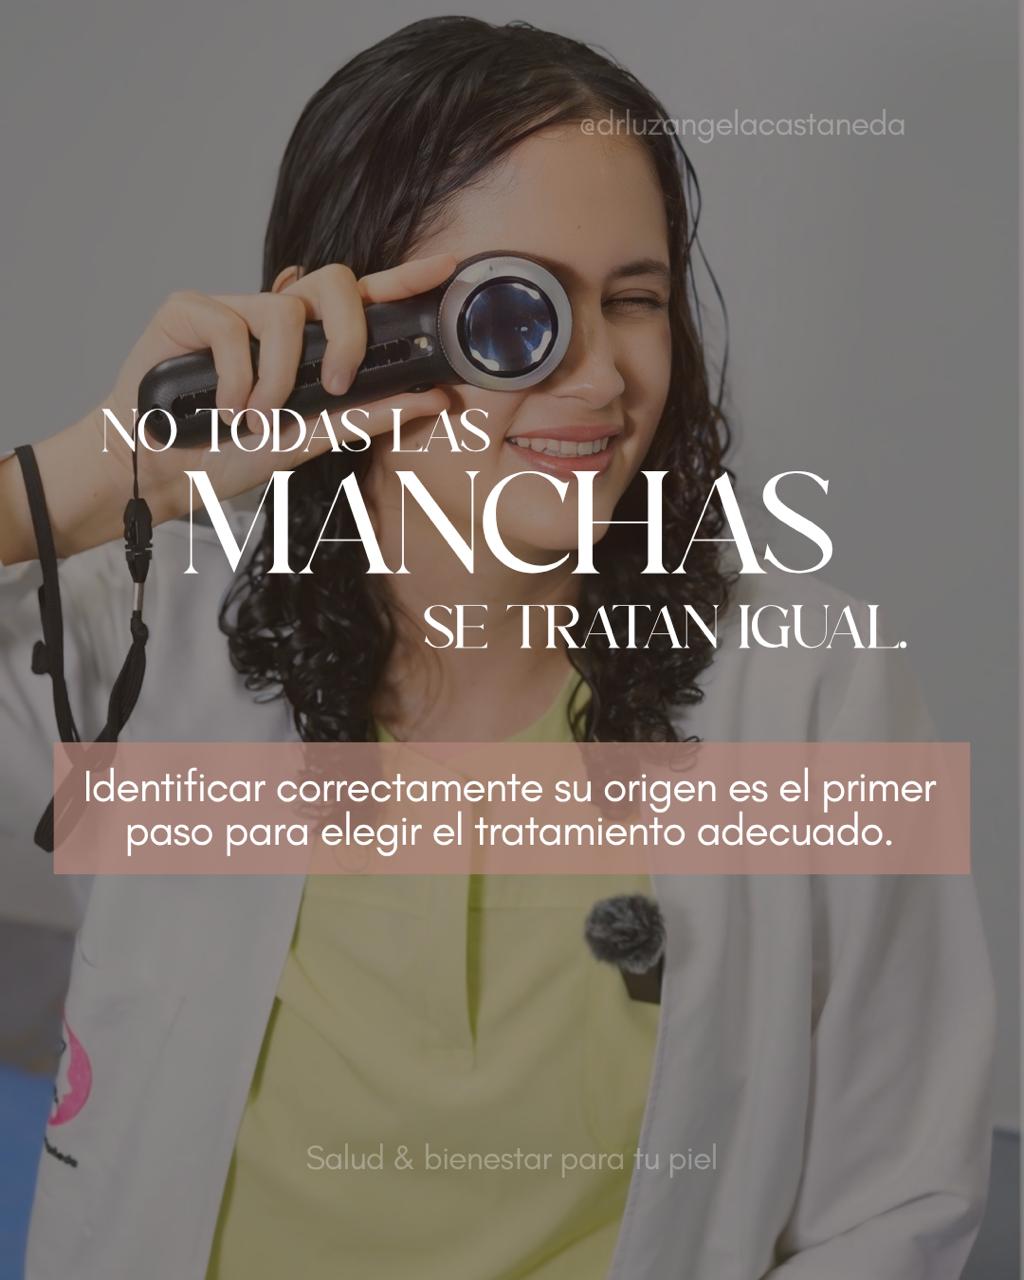 @drluzangelacastaneda
NO TODAS LAS
MANCHAS
SE TRATAN IGUAL.
Identificar correctamente su origen es el primer
paso para elegir el tratamiento adecuado.
Salud & bienestar para tu piel